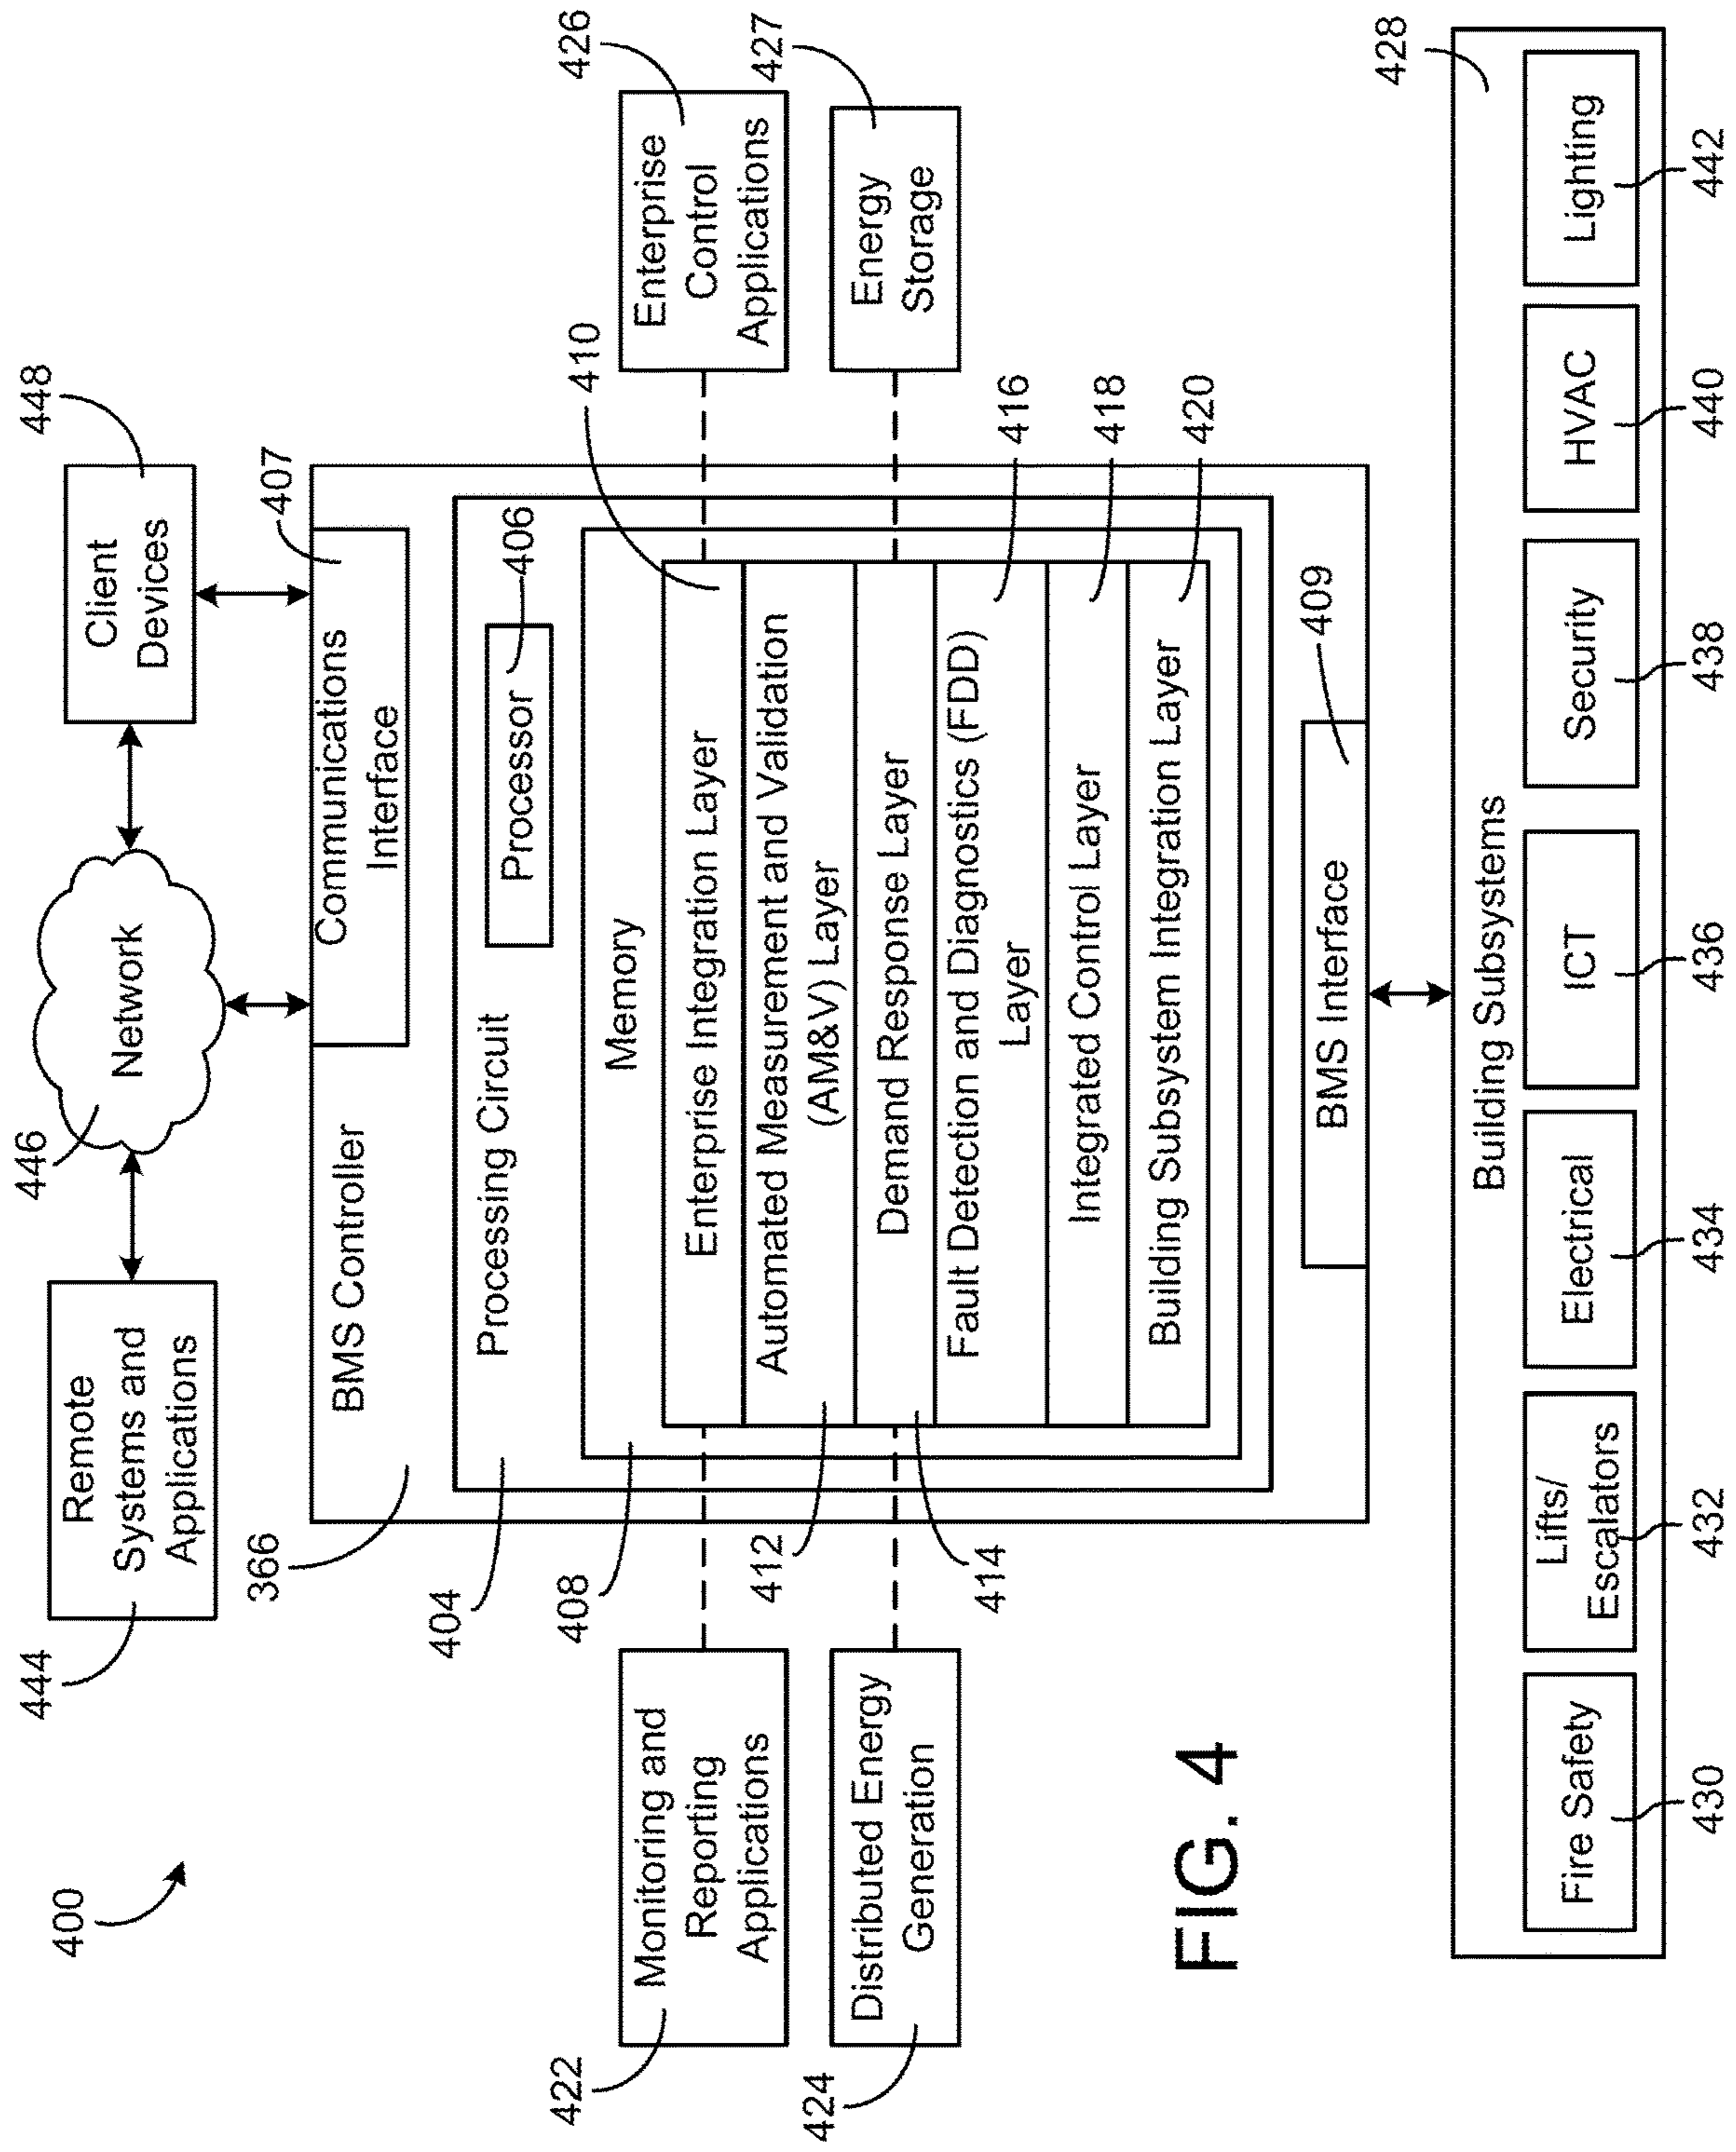 400
444
Remote
Systems and
Applications
446
Network
448
Client
Devices
366
BMS Controller
407
Communications
Interface
404
Processing Circuit
Processor
406
408
Memory
410
Enterprise Integration Layer
Automated Measurement and Validation
(AM&V) Layer
412
Demand Response Layer
414
Fault Detection and Diagnostics (FDD)
Layer
416
Integrated Control Layer
418
Building Subsystem Integration Layer
420
BMS Interface
409
422
Monitoring and
Reporting
Applications
424
Distributed Energy
Generation
426
Enterprise
Control
Applications
427
Energy
Storage
FIG. 4
428
Building Subsystems
Fire Safety
Lifts/
Escalators
Electrical
ICT
Security
HVAC
Lighting
430
432
434
436
438
440
442